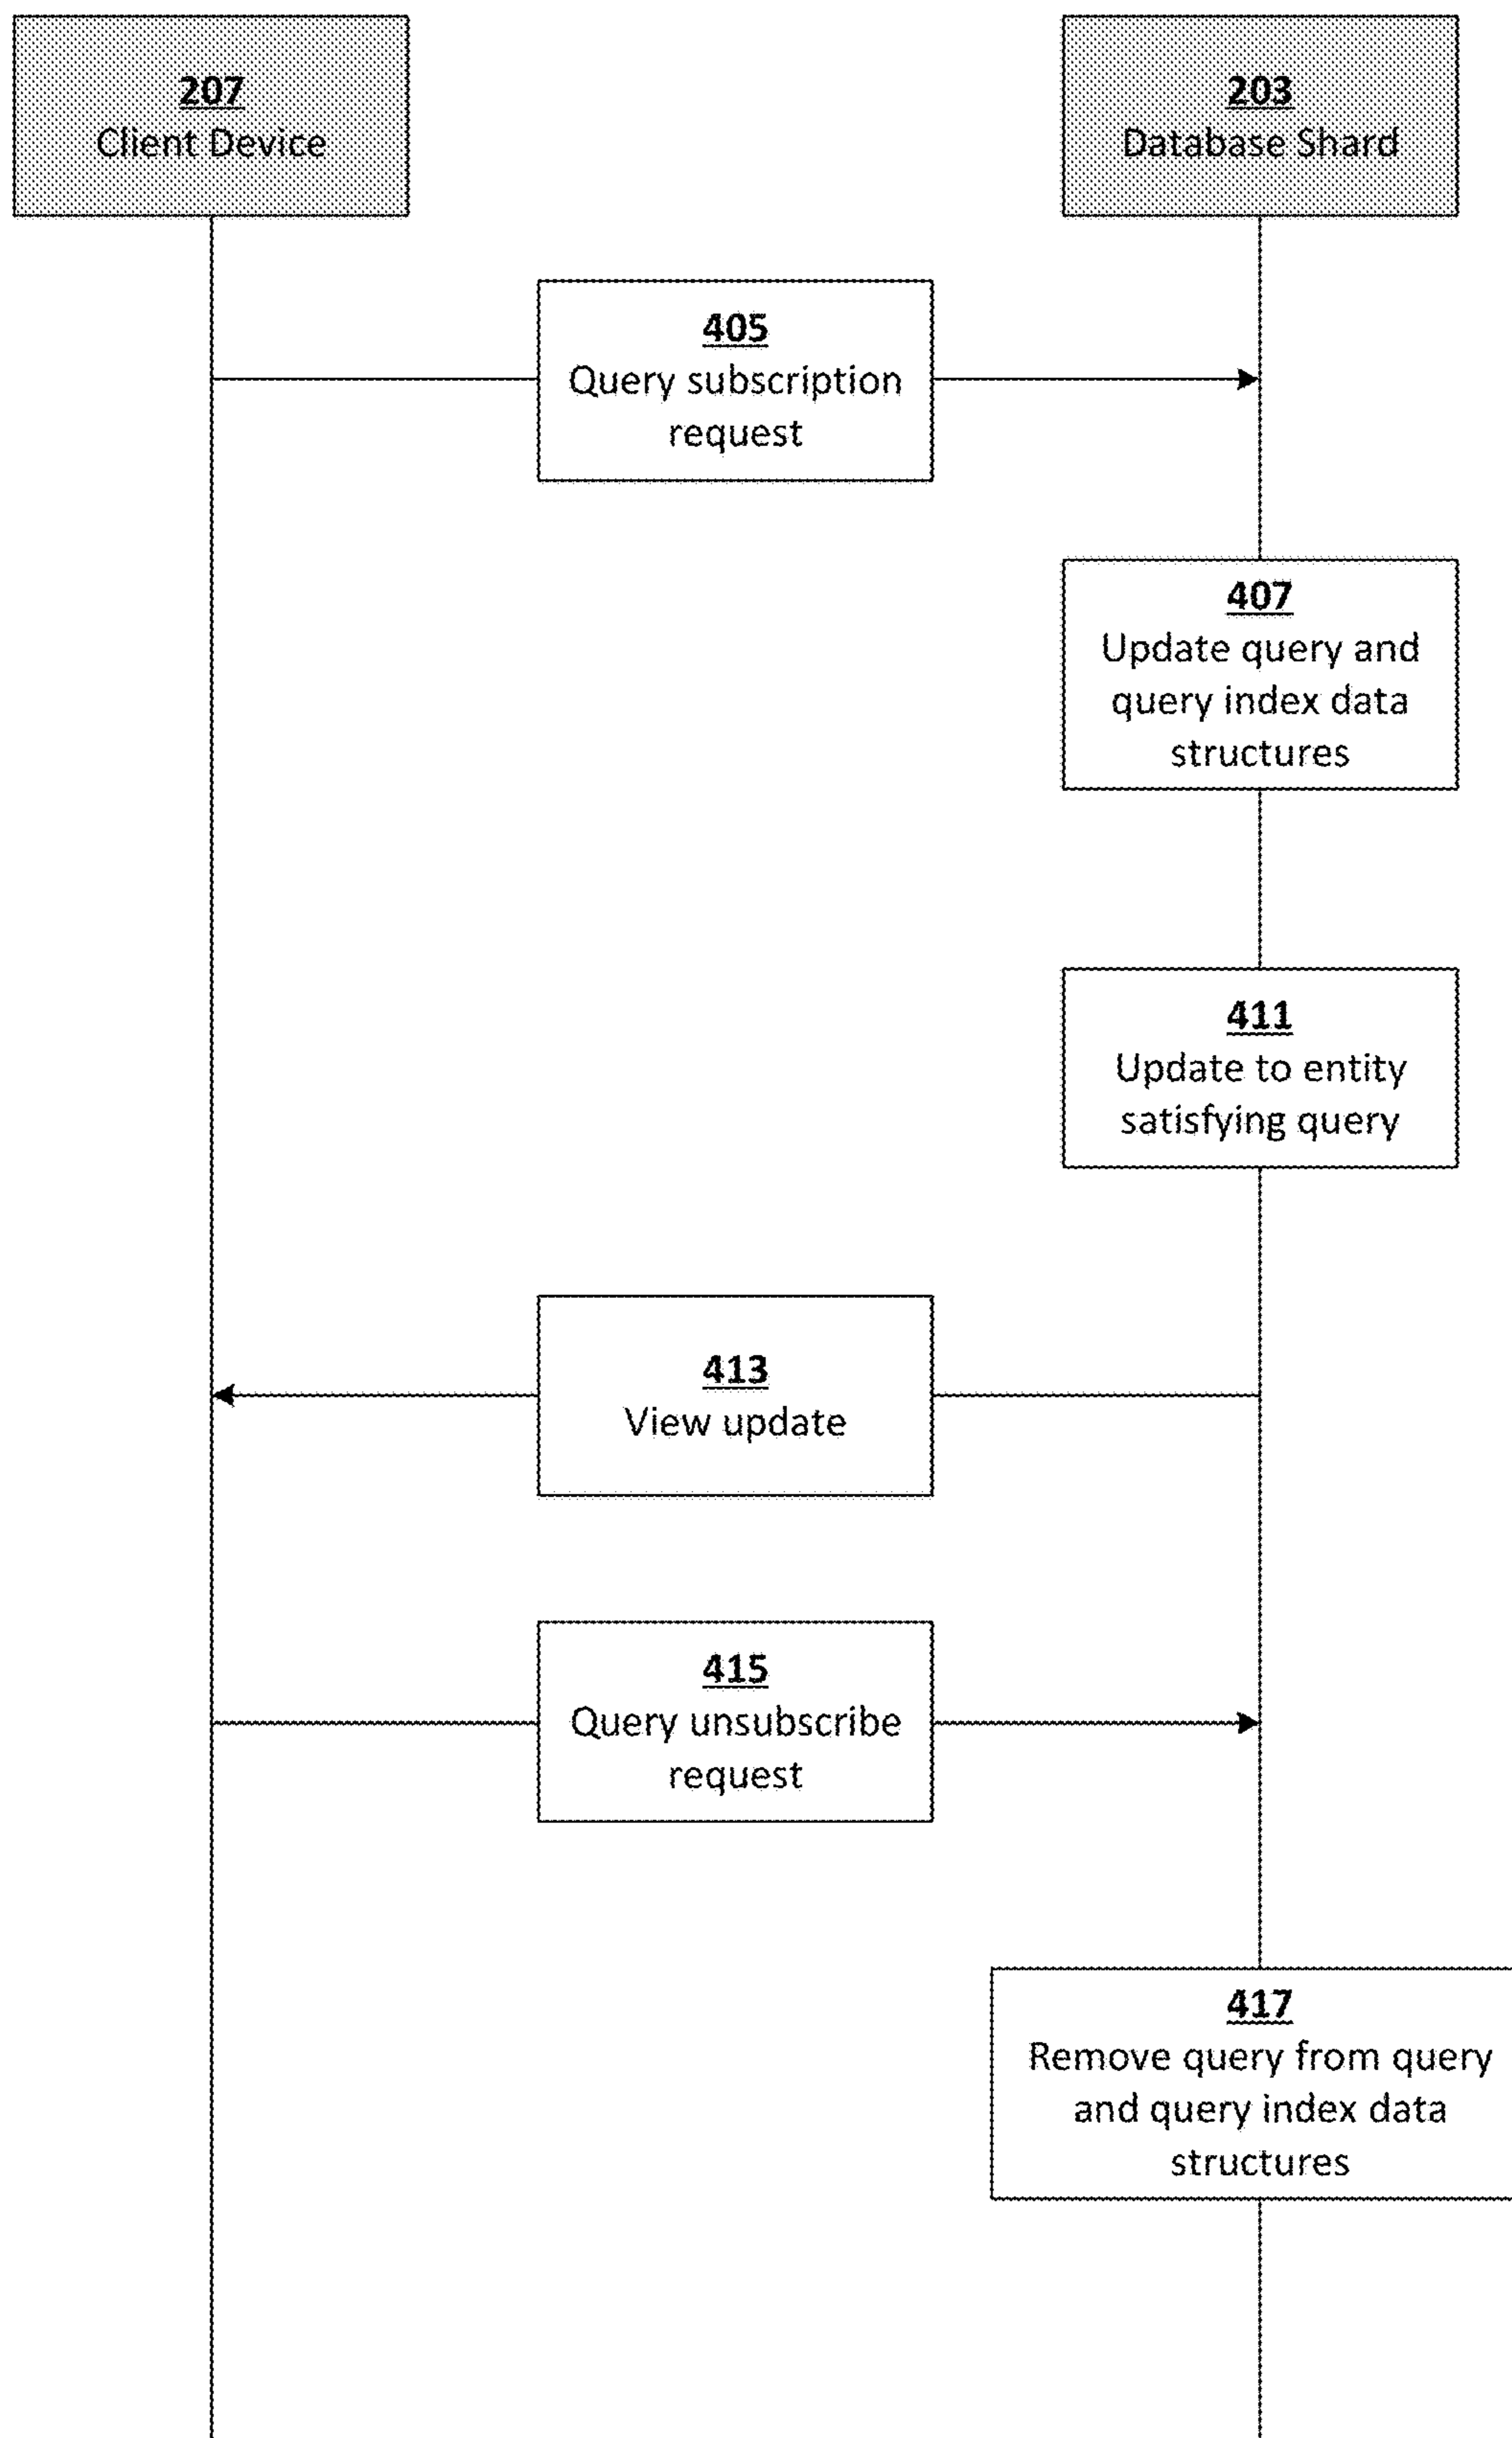 207
Client Device
203
Database Shard
405
Query subscription
request
407
Update query and
query index data
structures
411
Update to entity
satisfying query
413
View update
415
Query unsubscribe
request
417
Remove query from query
and query index data
structures